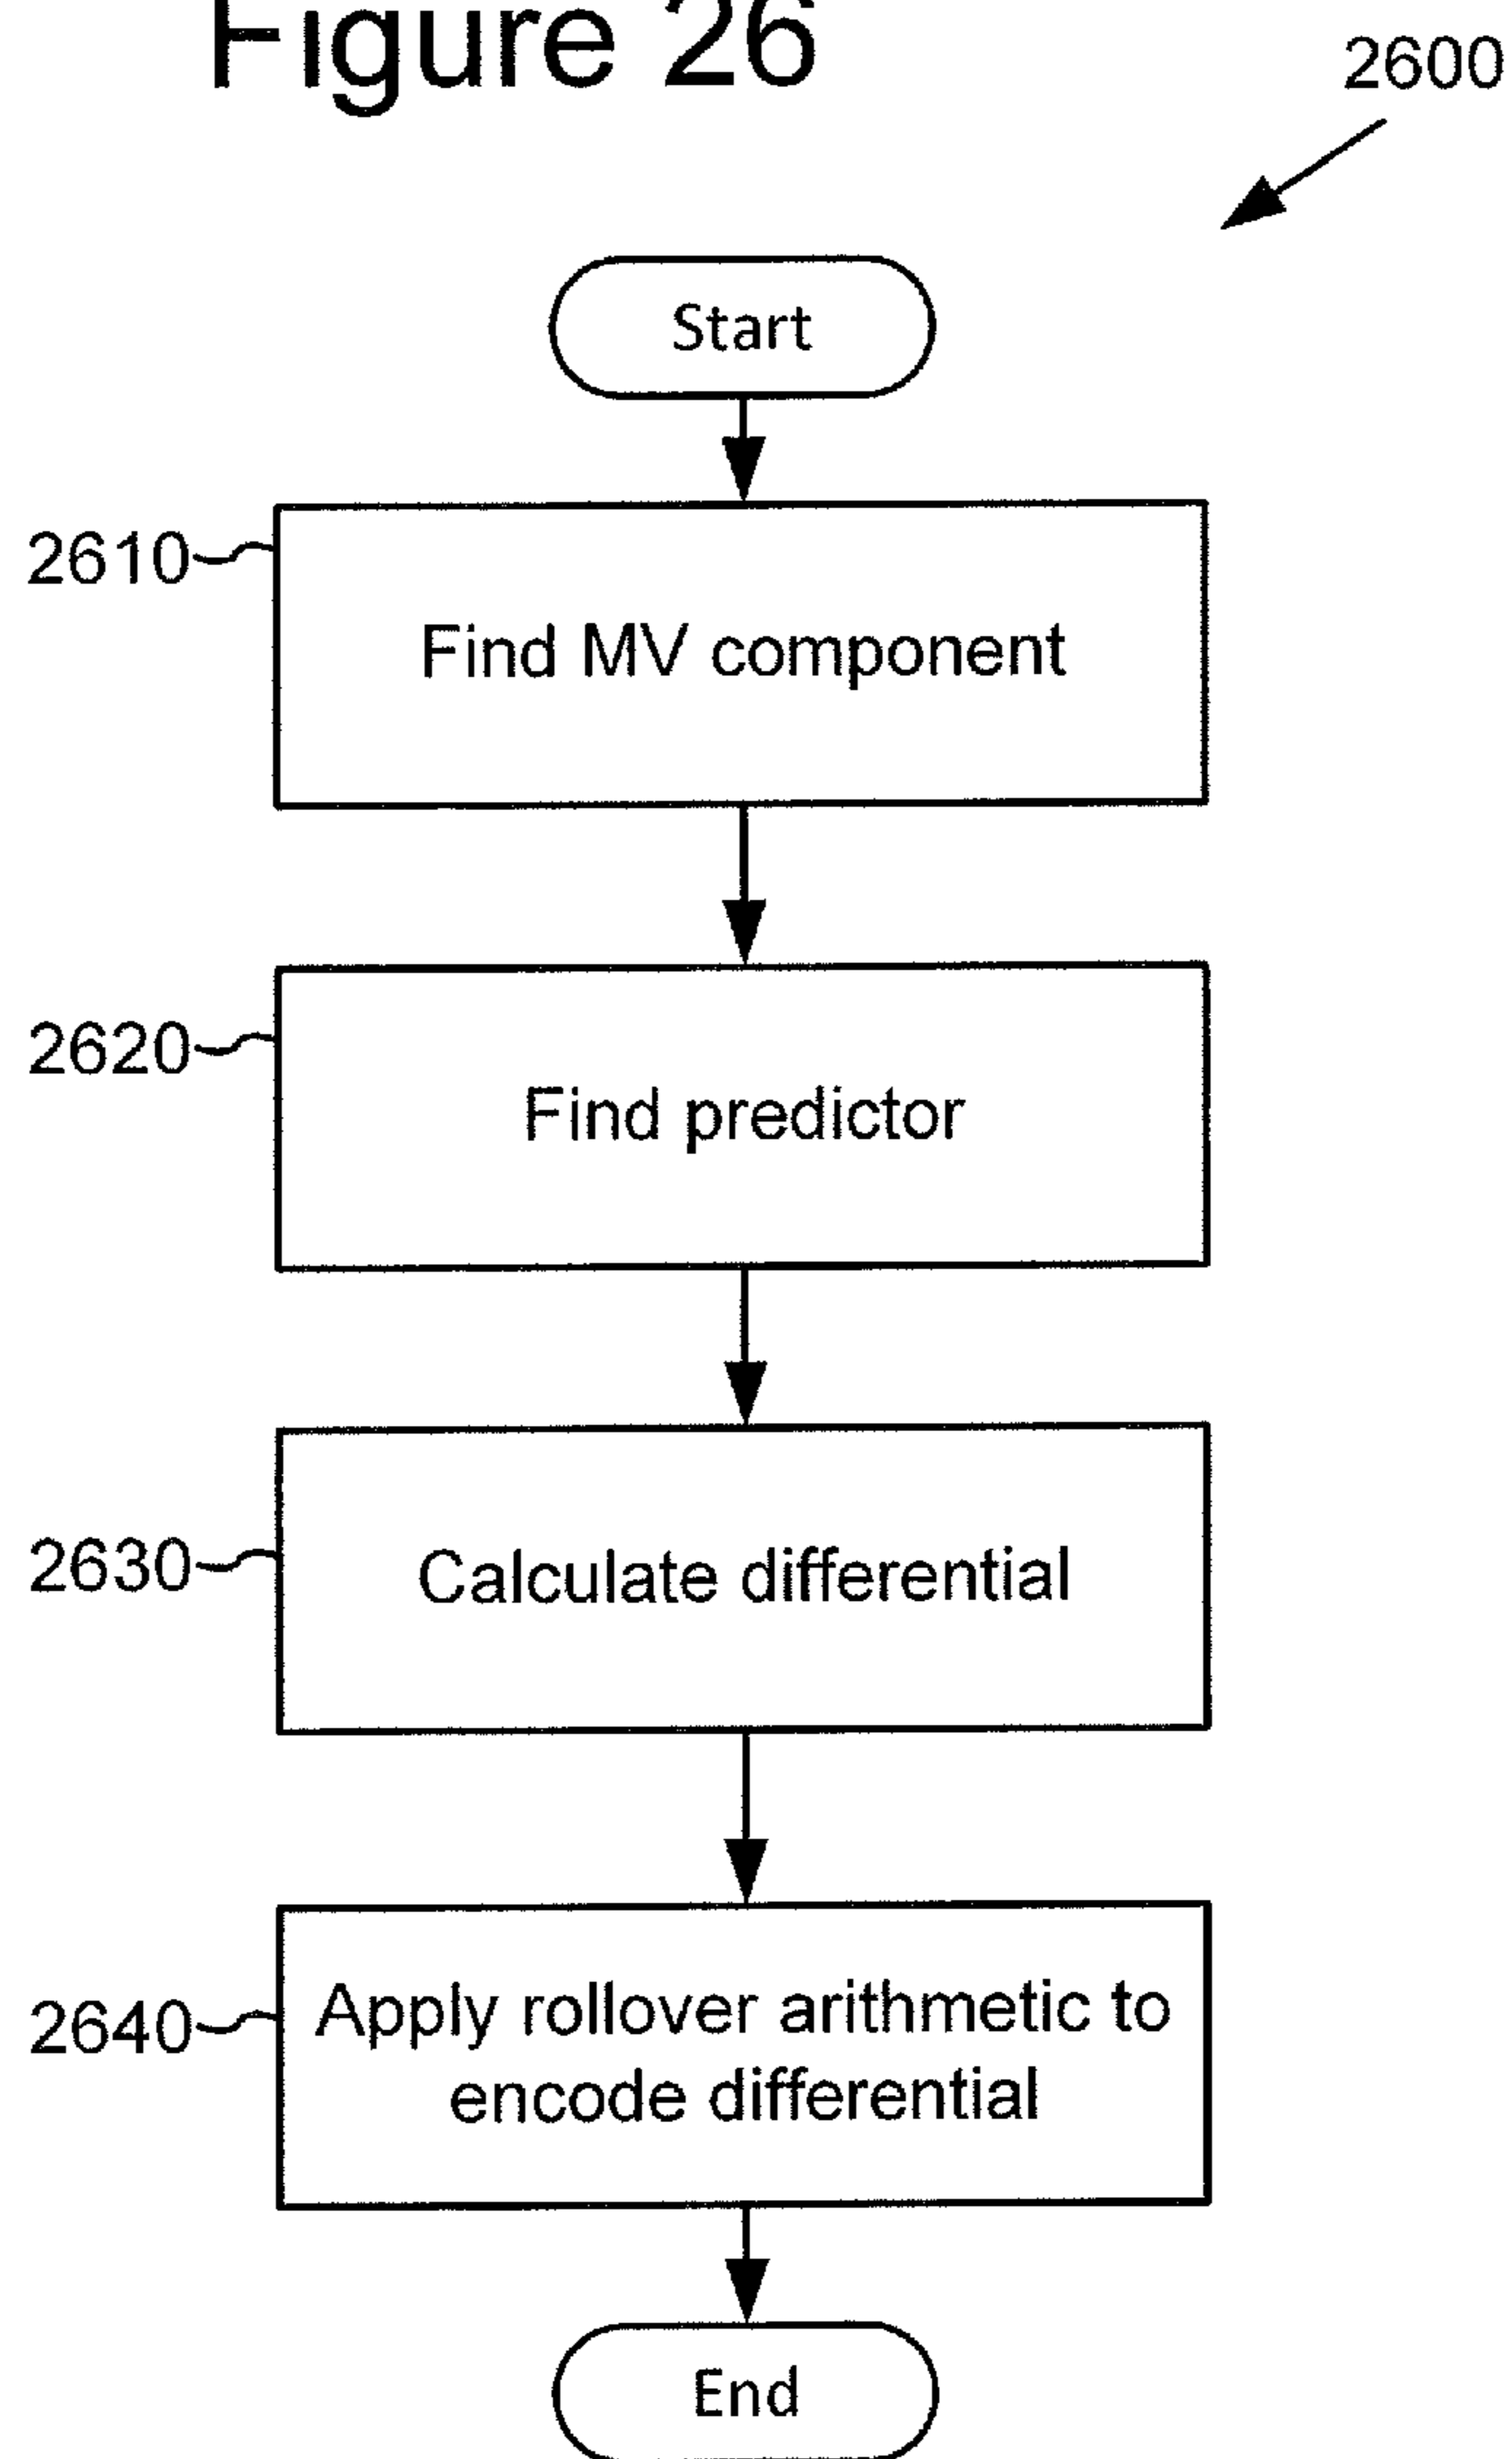 Figure 26
2600
Start
2610
Find MV component
2620
Find predictor
2630
Calculate differential
2640
Apply rollover arithmetic to
encode differential
End